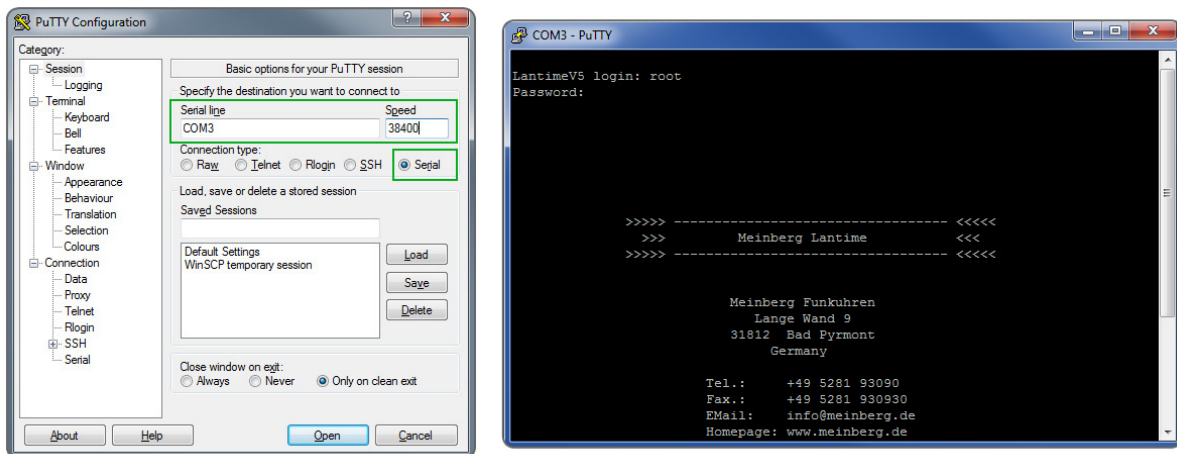 PuTTY Configuration
Category:
Session
Logging
Terminal
Keyboard
Bell
Features
Window
Appearance
Behaviour
Translation
Selection
Colours
Connection
Data
Proxy
Telnet
Rlogin
SSH
Serial
Basic options for your PuTTY session
Specify the destination you want to connect to
Serial line Speed
COM3 38400
Connection type:
Raw Telnet Rlogin SSH Serial
Load, save or delete a stored session
Saved Sessions
Default Settings
WinSCP temporary session
Load
Save
Delete
Close window on exit:
Always Never Only on clean exit
About Help Open Cancel
COM3 - PuTTY
LantimeV5 login: root
Password:
>>>>> ---------------------------------- <<<<<
>>> Meinberg Lantime <<<
>>>>> ---------------------------------- <<<<<
Meinberg Funkuhren
Lange Wand 9
31812 Bad Pyrmont
Germany
Tel.: +49 5281 93090
Fax.: +49 5281 930930
EMail: info@meinberg.de
Homepage: www.meinberg.de